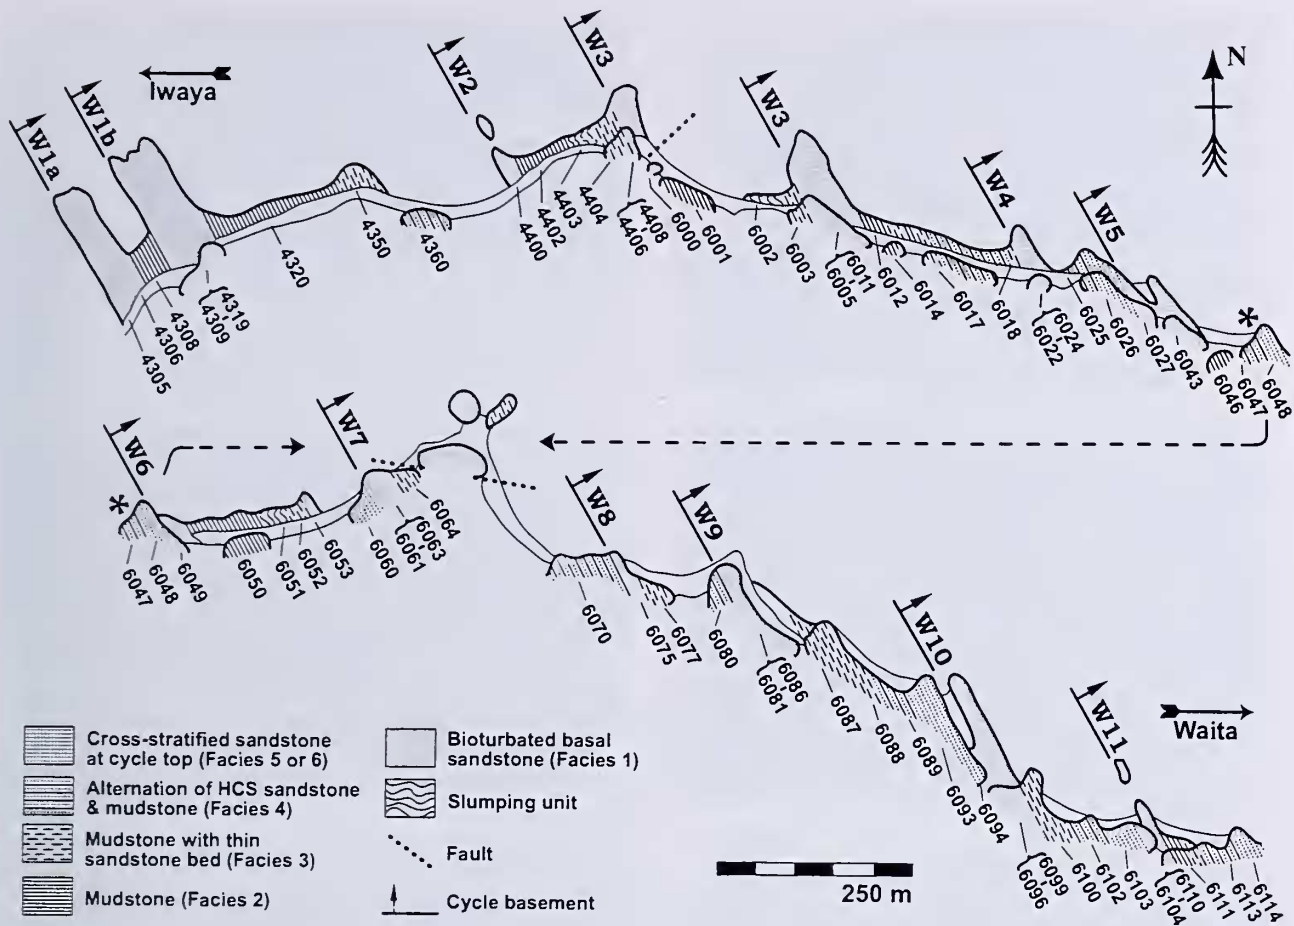 W1a
W1b
Iwaya
W2
W3
W3
W4
W5
N
4305
4306
4308
4309
4319
4320
4350
4360
4400
4402
4403
4404
4406
4408
6000
6001
6002
6003
6005
6011
6012
6014
6017
6018
6022
6024
6025
6026
6027
6043
6046
6047
6048
*
*
W6
W7
W8
W9
W10
W11
Waita
6047
6048
6049
6050
6051
6052
6053
6060
6061
6063
6064
6070
6075
6077
6080
6081
6086
6087
6088
6089
6093
6094
6096
6099
6100
6102
6103
6104
6110
6111
6113
6114
Cross-stratified sandstone
at cycle top (Facies 5 or 6)
Alternation of HCS sandstone
& mudstone (Facies 4)
Mudstone with thin
sandstone bed (Facies 3)
Mudstone (Facies 2)
Bioturbated basal
sandstone (Facies 1)
Slumping unit
Fault
Cycle basement
250 m